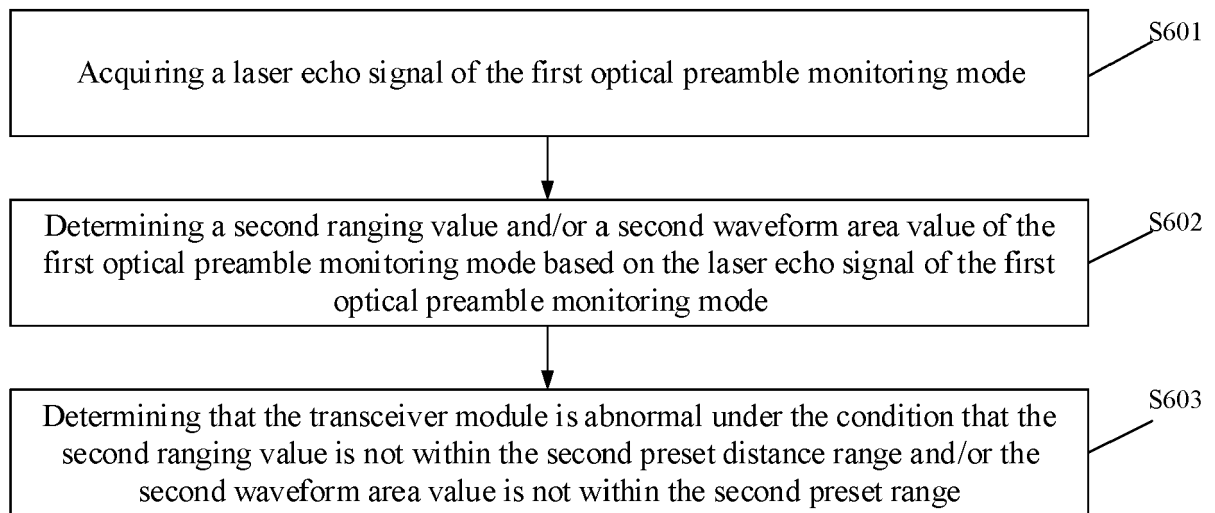 Acquiring a laser echo signal of the first optical preamble monitoring mode
S601
Determining a second ranging value and/or a second waveform area value of the
first optical preamble monitoring mode based on the laser echo signal of the first
optical preamble monitoring mode
S602
Determining that the transceiver module is abnormal under the condition that the
second ranging value is not within the second preset distance range and/or the
second waveform area value is not within the second preset range
S603